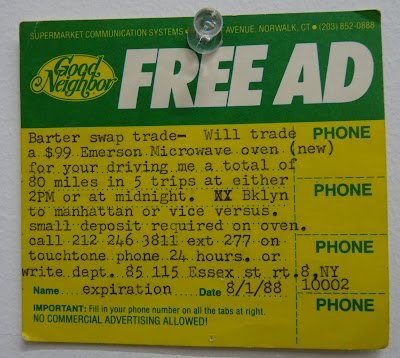 SUPERMARKET COMMUNICATION SYSTEMS • AVENUE, NORWALK, CT • (203) 852-0888
Good Neighbor
FREE AD
Barter swap trade- Will trade
a $99 Emerson Microwave oven (new)
for your driving me a total of
80 miles in 5 trips at either
2PM or at midnight. XX Bklyn
to manhattan or vice versus.
small deposit required on oven.
call 212 246 3811 ext 277 on
touchtone phone 24 hours. or
write dept. 85 115 Essex st rt.8,NY
10002
Name expiration Date 8/1/88
IMPORTANT: Fill in your phone number on all the tabs at right.
NO COMMERCIAL ADVERTISING ALLOWED!
PHONE
PHONE
PHONE
PHONE